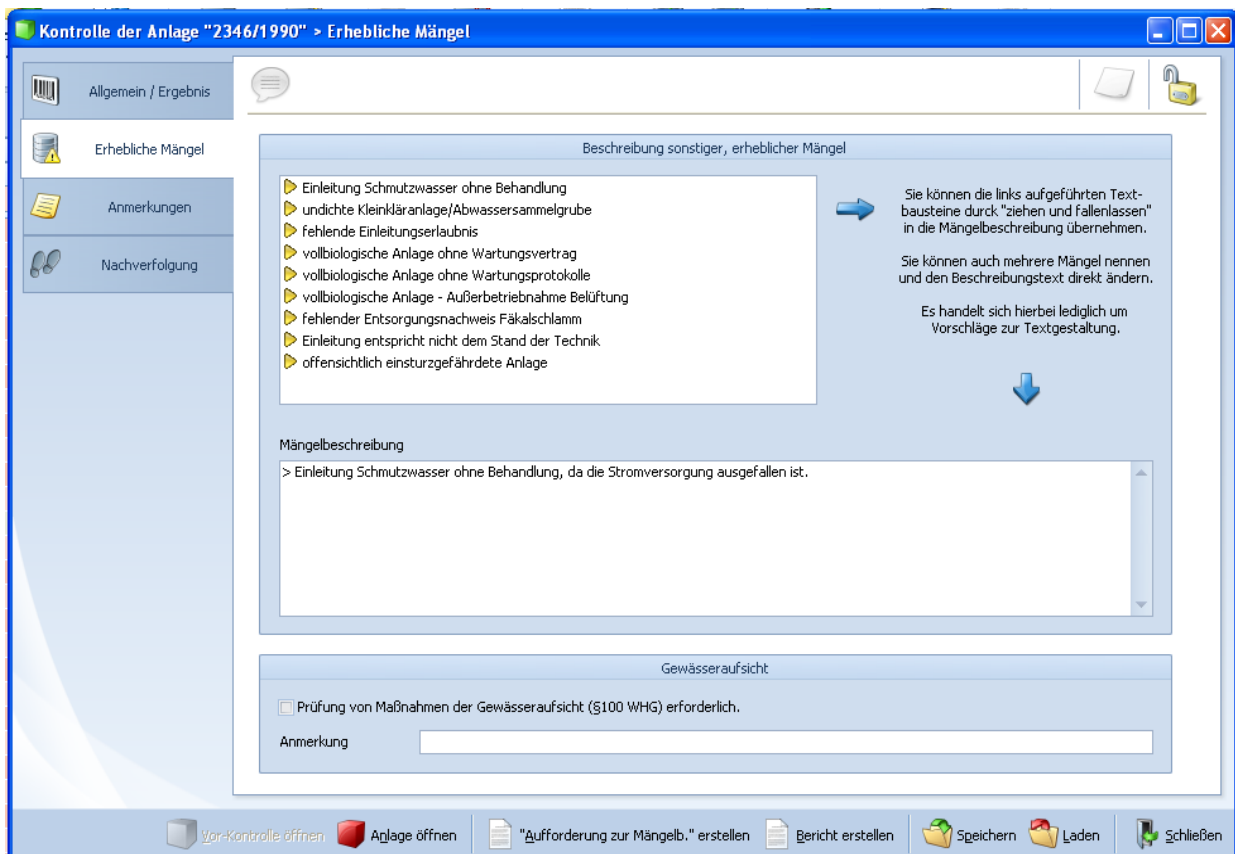 Kontrolle der Anlage "2346/1990" > Erhebliche Mängel
Allgemein / Ergebnis
Erhebliche Mängel
Anmerkungen
Nachverfolgung
Beschreibung sonstiger, erheblicher Mängel
Einleitung Schmutzwasser ohne Behandlung
undichte Kleinkläranlage/Abwassersammelgrube
fehlende Einleitungserlaubnis
vollbiologische Anlage ohne Wartungsvertrag
vollbiologische Anlage ohne Wartungsprotokolle
vollbiologische Anlage - Außerbetriebnahme Belüftung
fehlender Entsorgungsnachweis Fäkalschlamm
Einleitung entspricht nicht dem Stand der Technik
offensichtlich einsturzgefährdete Anlage
Sie können die links aufgeführten Text-
bausteine durck "ziehen und fallenlassen"
in die Mängelbeschreibung übernehmen.
Sie können auch mehrere Mängel nennen
und den Beschreibungstext direkt ändern.
Es handelt sich hierbei lediglich um
Vorschläge zur Textgestaltung.
Mängelbeschreibung
> Einleitung Schmutzwasser ohne Behandlung, da die Stromversorgung ausgefallen ist.
Gewässeraufsicht
Prüfung von Maßnahmen der Gewässeraufsicht (§100 WHG) erforderlich.
Anmerkung
Vor-Kontrolle öffnen Anlage öffnen "Aufforderung zur Mängelb." erstellen Bericht erstellen Speichern Laden Schließen